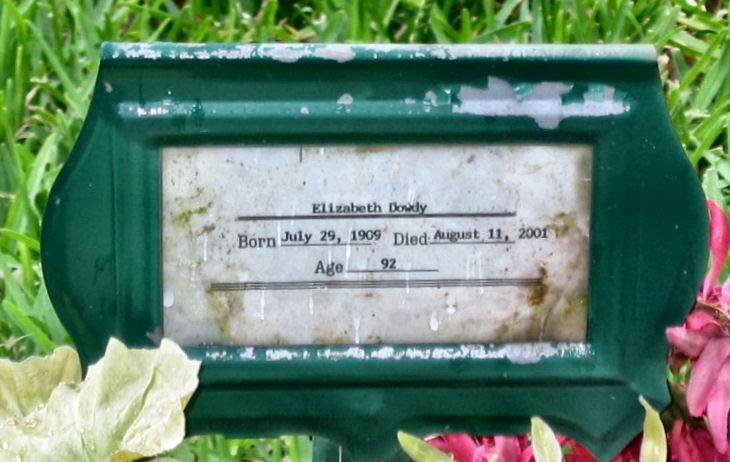 Elizabeth Dowdy
Born July 29, 1909 Died August 11, 2001
Age 92